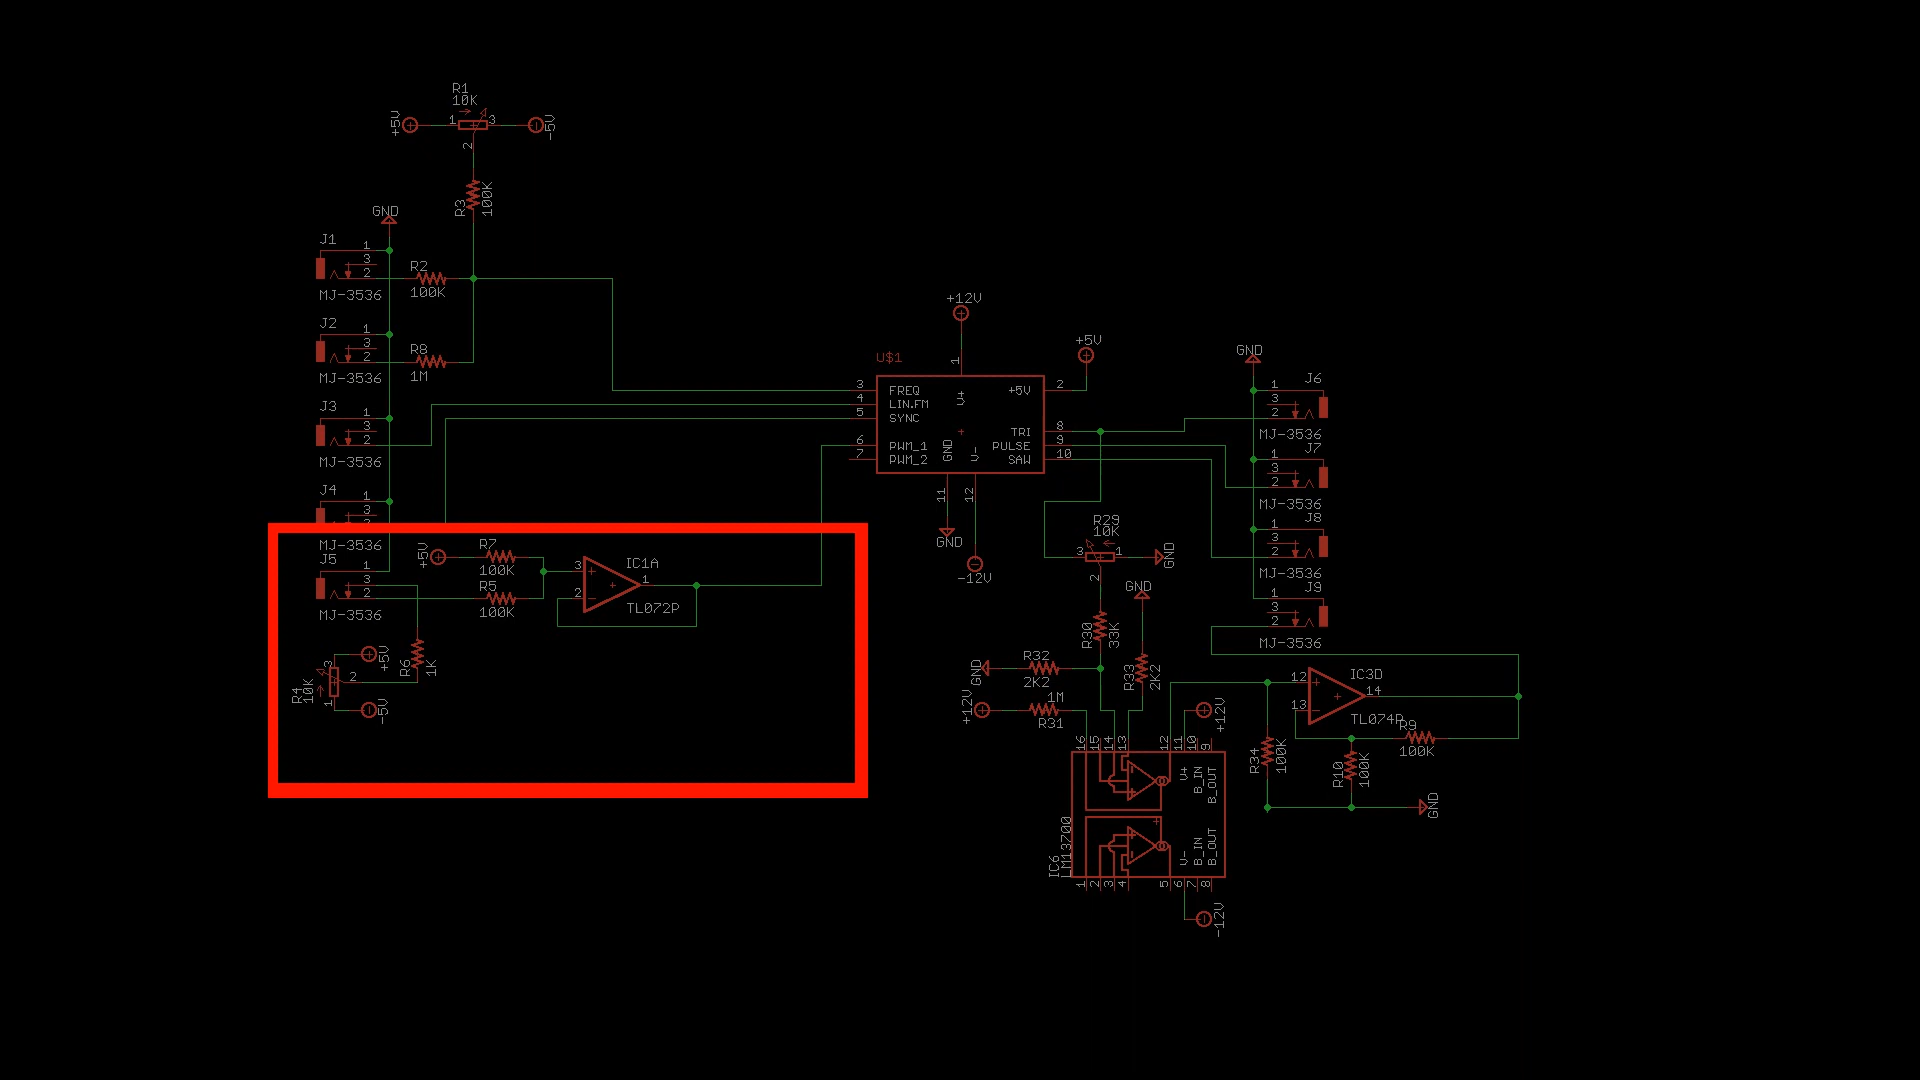 R1
10K
+5V
1
3
-5V
2
R3
100K
GND
J1
1
3
2
MJ-3536
R2
100K
J2
1
3
2
MJ-3536
R8
1M
J3
1
3
2
MJ-3536
J4
1
3
MJ-3536
J5
1
3
2
MJ-3536
+5V
R7
100K
R5
100K
3
2
1
IC1A
TL072P
R6
1K
R4
10K
3
2
1
+5V
-5V
U$1
+12V
1
3
FREQ
4
LIN.FM
5
SYNC
6
PWM_1
7
PWM_2
V+
GND
V-
+5V
2
+5V
TRI
8
PULSE
9
SAW
10
11
12
GND
-12V
GND
J6
1
3
2
MJ-3536
J7
1
3
2
MJ-3536
J8
1
3
2
MJ-3536
J9
1
3
2
MJ-3536
R29
10K
3
1
2
GND
GND
R30
33K
R33
2K2
GND
R32
2K2
+12V
1M
R31
+12V
16
15
14
13
12
11
10
9
V+
B_IN
B_OUT
V-
B_IN
B_OUT
IC6
LM13700
1
2
3
4
5
6
7
8
-12V
12
13
14
IC3D
TL074P
R9
100K
R34
100K
R10
100K
GND